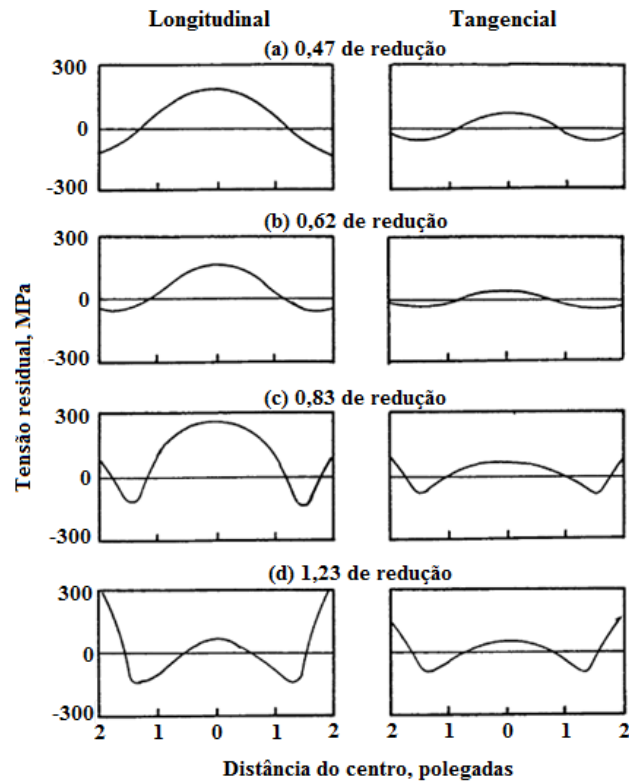 Longitudinal Tangencial
(a) 0,47 de redução
300
0
-300
(b) 0,62 de redução
300
0
-300
(c) 0,83 de redução
300
0
-300
(d) 1,23 de redução
300
0
-300
2 1 0 1 2 2 1 0 1 2
Distância do centro, polegadas
Tensão residual, MPa